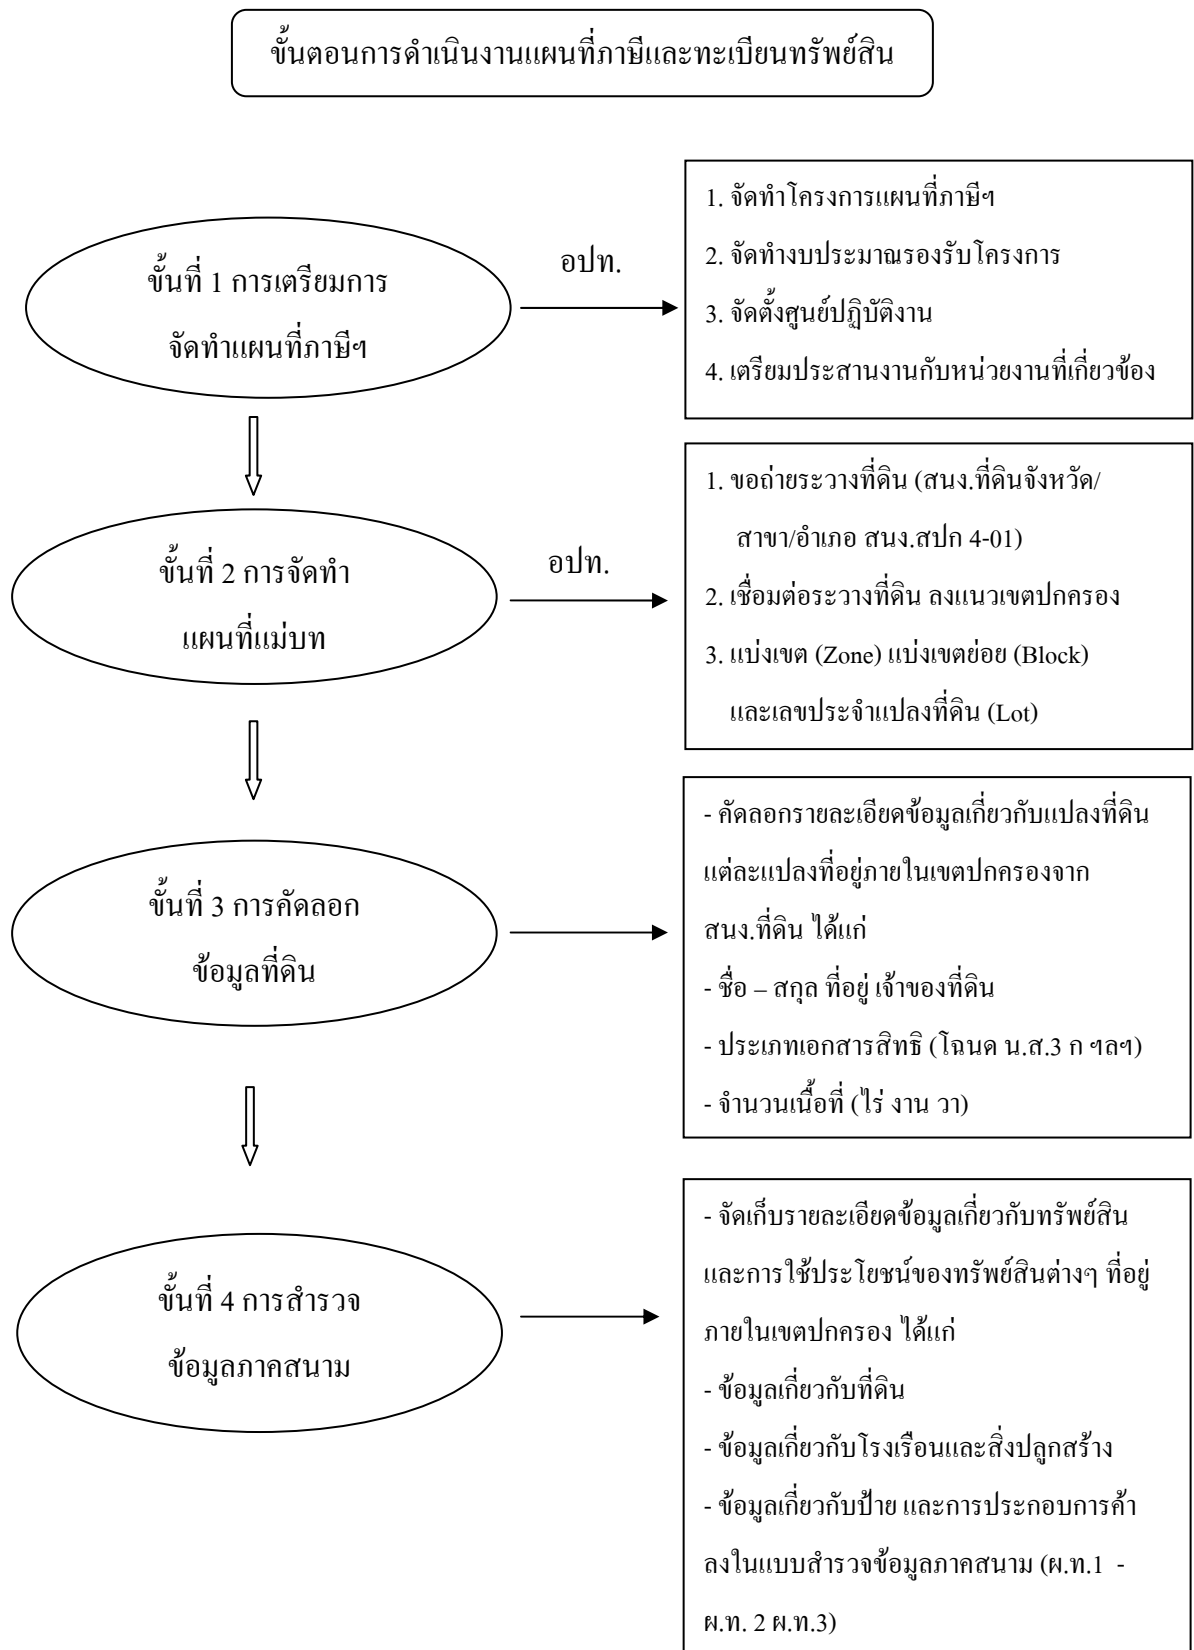 ขั้นตอนการดำเนินงานแผนที่ภาษีและทะเบียนทรัพย์สิน
ขั้นที่ 1 การเตรียมการ
จัดทำแผนที่ภาษีฯ
อปท.
1. จัดทำโครงการแผนที่ภาษีฯ
2. จัดทำงบประมาณรองรับโครงการ
3. จัดตั้งศูนย์ปฏิบัติงาน
4. เตรียมประสานงานกับหน่วยงานที่เกี่ยวข้อง
ขั้นที่ 2 การจัดทำ
แผนที่แม่บท
อปท.
1. ขอถ่ายระวางที่ดิน (สนง.ที่ดินจังหวัด/
สาขา/อำเภอ สนง.สปก 4-01)
2. เชื่อมต่อระวางที่ดิน ลงแนวเขตปกครอง
3. แบ่งเขต (Zone) แบ่งเขตย่อย (Block)
และเลขประจำแปลงที่ดิน (Lot)
ขั้นที่ 3 การคัดลอก
ข้อมูลที่ดิน
- คัดลอกรายละเอียดข้อมูลเกี่ยวกับแปลงที่ดิน
แต่ละแปลงที่อยู่ภายในเขตปกครองจาก
สนง.ที่ดิน ได้แก่
- ชื่อ – สกุล ที่อยู่ เจ้าของที่ดิน
- ประเภทเอกสารสิทธิ (โฉนด น.ส.3 ก ฯลฯ)
- จำนวนเนื้อที่ (ไร่ งาน วา)
ขั้นที่ 4 การสำรวจ
ข้อมูลภาคสนาม
- จัดเก็บรายละเอียดข้อมูลเกี่ยวกับทรัพย์สิน
และการใช้ประโยชน์ของทรัพย์สินต่างๆ ที่อยู่
ภายในเขตปกครอง ได้แก่
- ข้อมูลเกี่ยวกับที่ดิน
- ข้อมูลเกี่ยวกับโรงเรือนและสิ่งปลูกสร้าง
- ข้อมูลเกี่ยวกับป้าย และการประกอบการค้า
ลงในแบบสำรวจข้อมูลภาคสนาม (ผ.ท.1 -
ผ.ท. 2 ผ.ท.3)